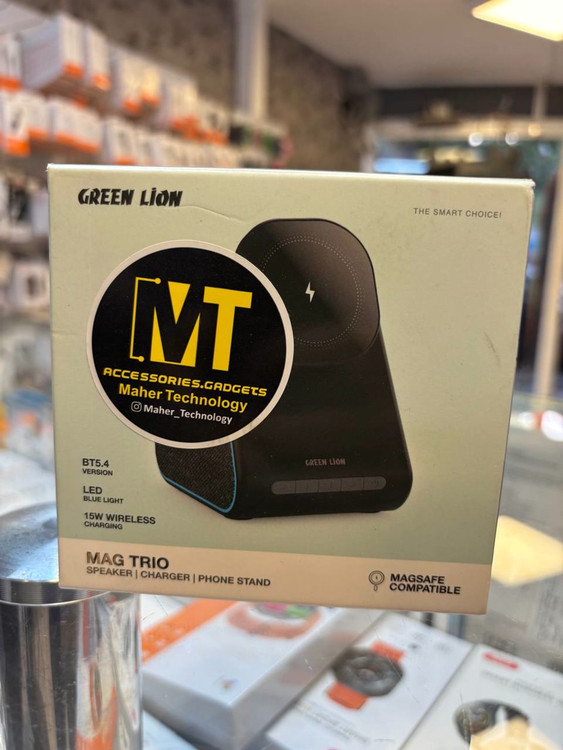 GREEN LION
THE SMART CHOICE!
MT
ACCESSORIES.GADGETS
Maher Technology
Maher_Technology
GREEN LION
BT5.4
VERSION
LED
BLUE LIGHT
15W WIRELESS
CHARGING
MAG TRIO
SPEAKER | CHARGER | PHONE STAND
MAGSAFE
COMPATIBLE